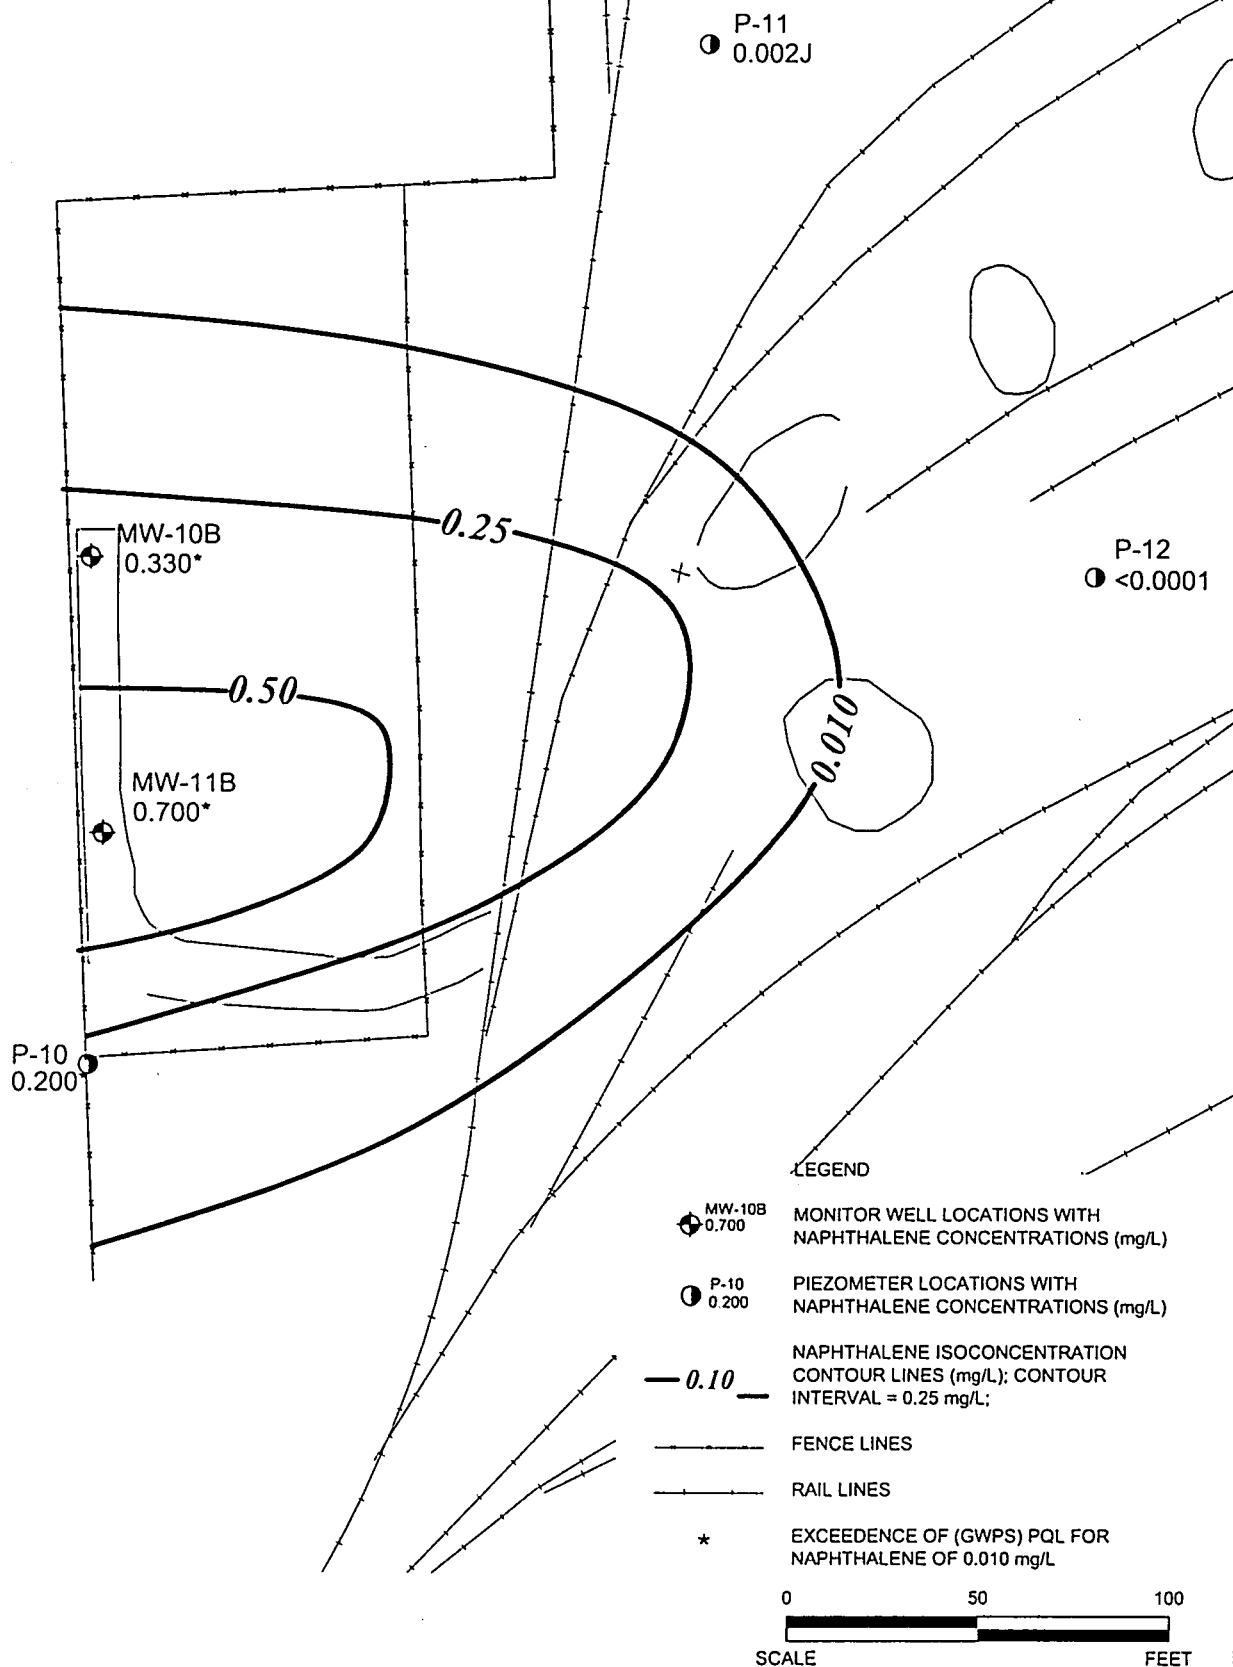 P-11
0.002J
0.25
MW-10B
0.330*
P-12
<0.0001
0.50
0.010
MW-11B
0.700*
P-10
0.200*
LEGEND
MW-10B
0.700
MONITOR WELL LOCATIONS WITH
NAPHTHALENE CONCENTRATIONS (mg/L)
P-10
0.200
PIEZOMETER LOCATIONS WITH
NAPHTHALENE CONCENTRATIONS (mg/L)
0.10
NAPHTHALENE ISOCONCENTRATION
CONTOUR LINES (mg/L); CONTOUR
INTERVAL = 0.25 mg/L;
FENCE LINES
RAIL LINES
*
EXCEEDENCE OF (GWPS) PQL FOR
NAPHTHALENE OF 0.010 mg/L
0 50 100
SCALE FEET